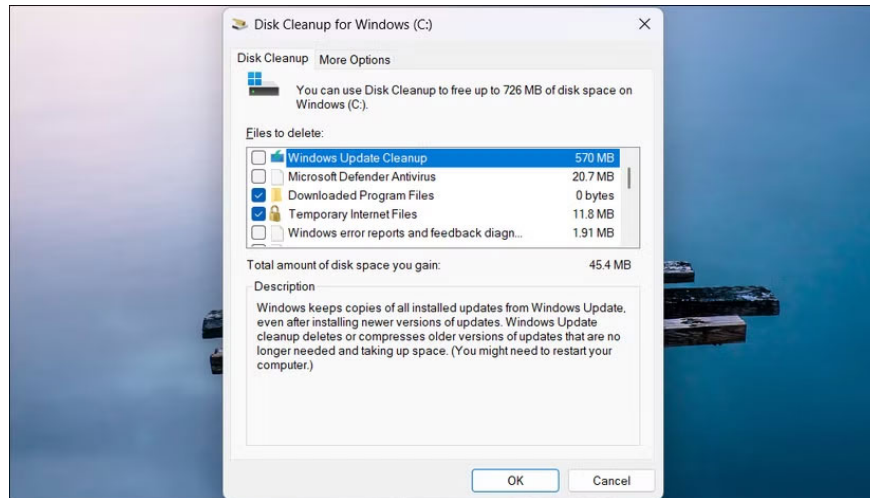 Disk Cleanup for Windows (C:)
Disk Cleanup
More Options
You can use Disk Cleanup to free up to 726 MB of disk space on
Windows (C:).
Files to delete:
Windows Update Cleanup 570 MB
Microsoft Defender Antivirus 20.7 MB
Downloaded Program Files 0 bytes
Temporary Internet Files 11.8 MB
Windows error reports and feedback diagn... 1.91 MB
Total amount of disk space you gain: 45.4 MB
Description
Windows keeps copies of all installed updates from Windows Update,
even after installing newer versions of updates. Windows Update
cleanup deletes or compresses older versions of updates that are no
longer needed and taking up space. (You might need to restart your
computer.)
OK
Cancel